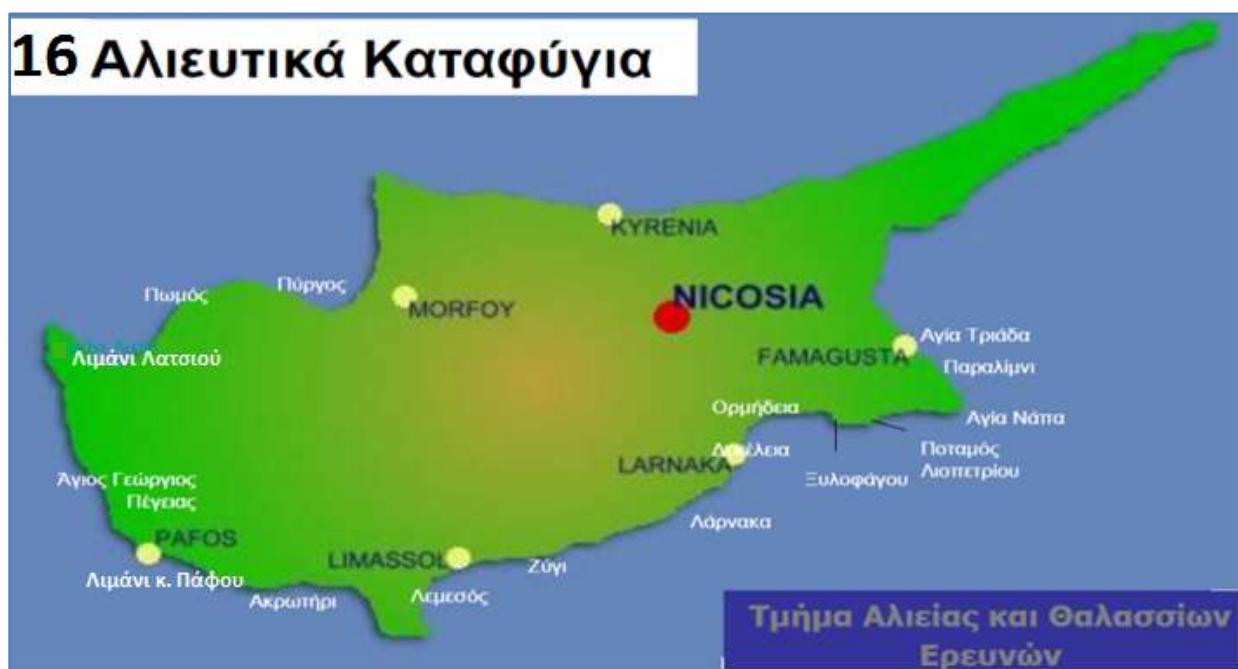 16 Αλιευτικά Καταφύγια
KYRENIA
Πύργος
Πωμός
MORFOY
NICOSIA
Λιμάνι Λατσιού
Αγία Τριάδα
FAMAGUSTA
Παραλίμνι
Ορμήδεια
Αγία Νάπα
LARNAKA
Ποταμός
Λιοπετρίου
Ξυλοφάγου
Άγιος Γεώργιος
Πέγειας
Λάρνακα
PAFOS
LIMASSOL
Ζύγι
Λιμάνι κ. Πάφου
Ακρωτήρι
Λεμεσός
Τμήμα Αλιείας και Θαλασσίων
Ερευνών